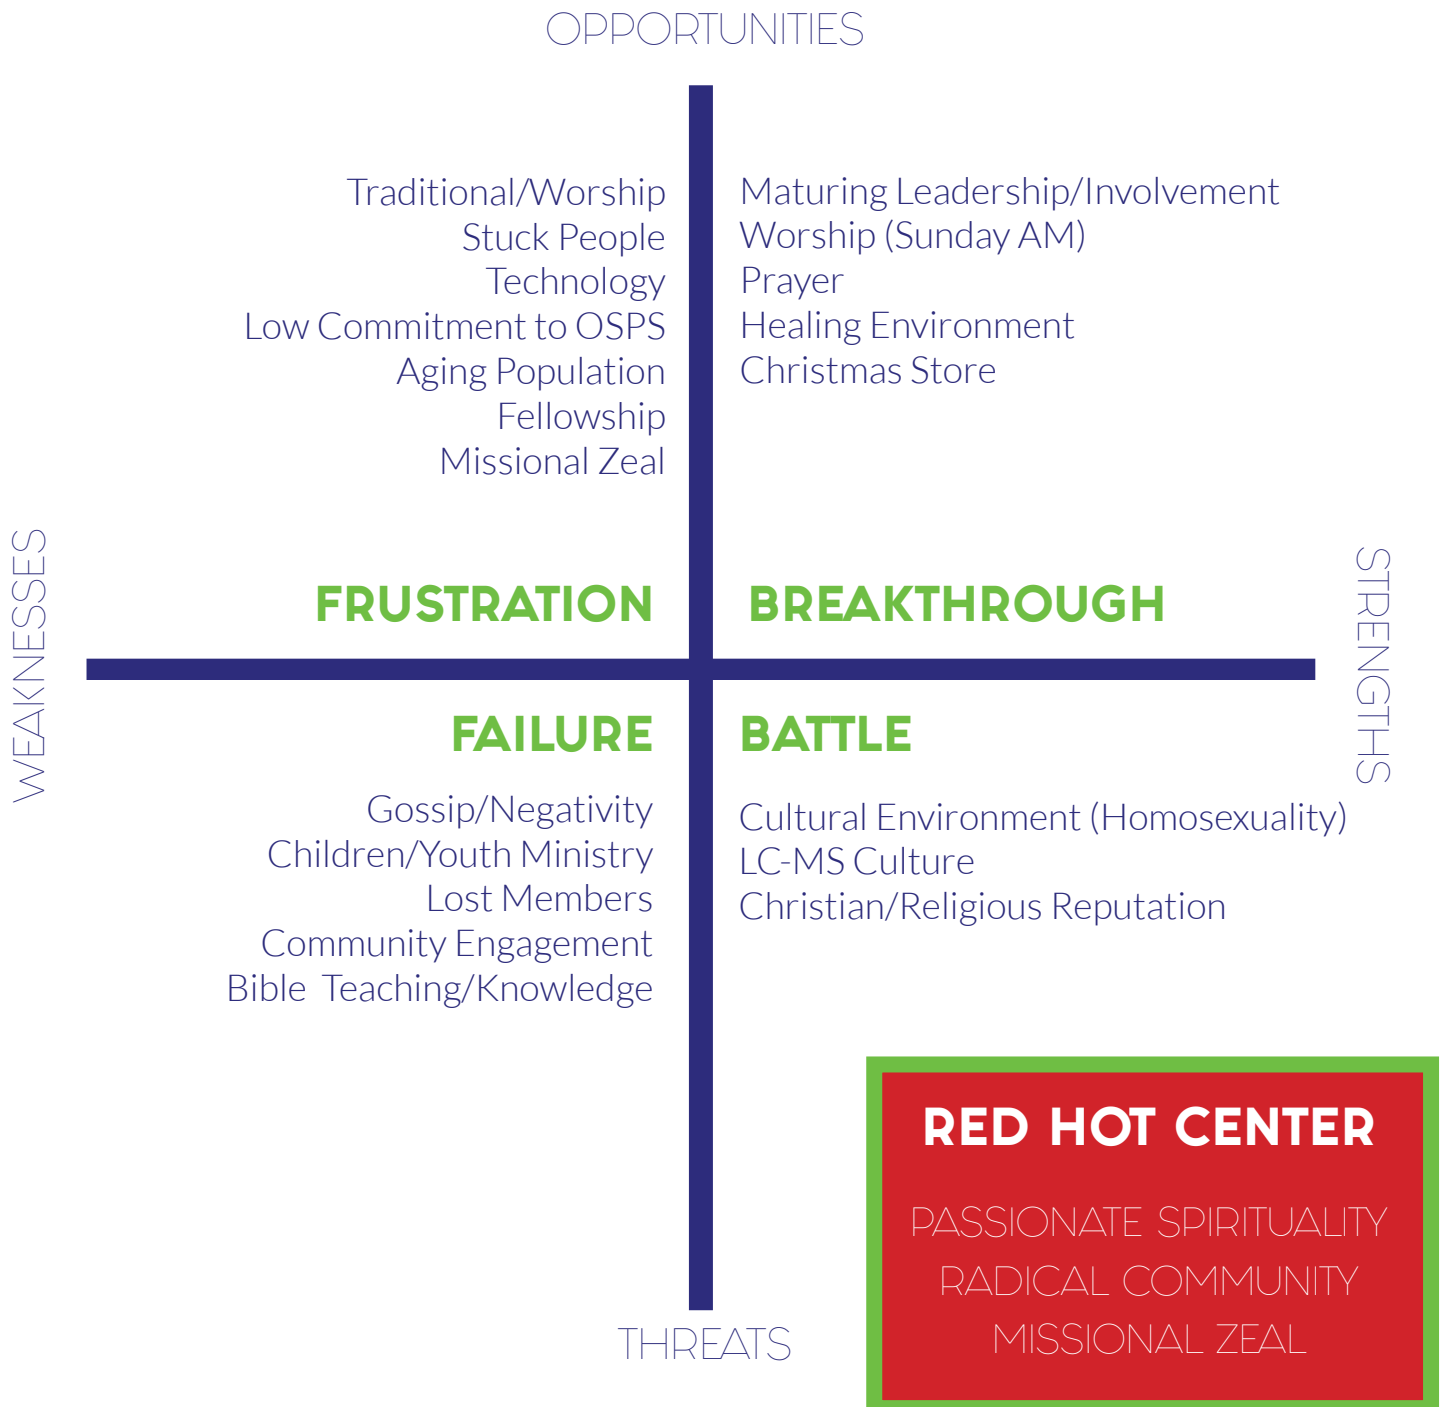 OPPORTUNITIES
Traditional/Worship
Stuck People
Technology
Low Commitment to OSPS
Aging Population
Fellowship
Missional Zeal
Maturing Leadership/Involvement
Worship (Sunday AM)
Prayer
Healing Environment
Christmas Store
WEAKNESSES
FRUSTRATION
BREAKTHROUGH
STRENGTHS
FAILURE
BATTLE
Gossip/Negativity
Children/Youth Ministry
Lost Members
Community Engagement
Bible Teaching/Knowledge
Cultural Environment (Homosexuality)
LC-MS Culture
Christian/Religious Reputation
RED HOT CENTER
PASSIONATE SPIRITUALITY
RADICAL COMMUNITY
MISSIONAL ZEAL
THREATS